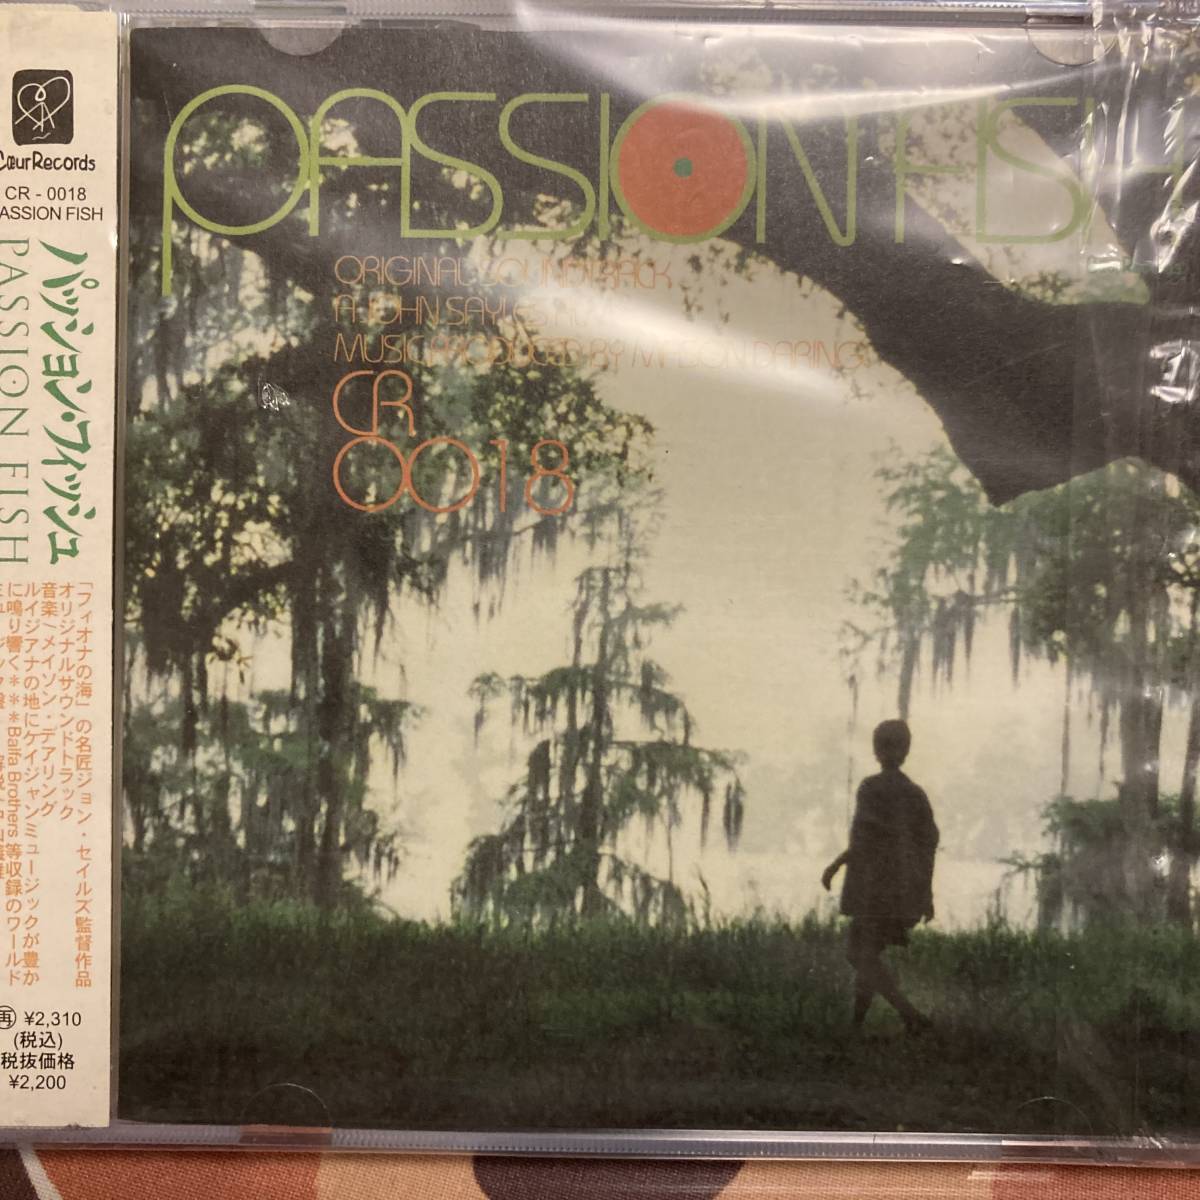 CœurRecords
CR - 0018
PASSION FISH
パッション・フィッシュ
PASSION FISH
「フィオナの海」の名匠ジョン・セイルズ監督作品
オリジナルサウンドトラック
音楽/メイソン・デアリング
ルイジアナの地にケイジャンミュージックが豊か
に鳴り響く＊＊＊Balfa Brothers等収録のワールド
再 ¥2,310
(税込)
税抜価格
¥2,200
PASSION FISH
ORIGINAL SOUNDTRACK
A JOHN SAYLES
MUSIC PRODUCED BY MASON DARING
CR
0018